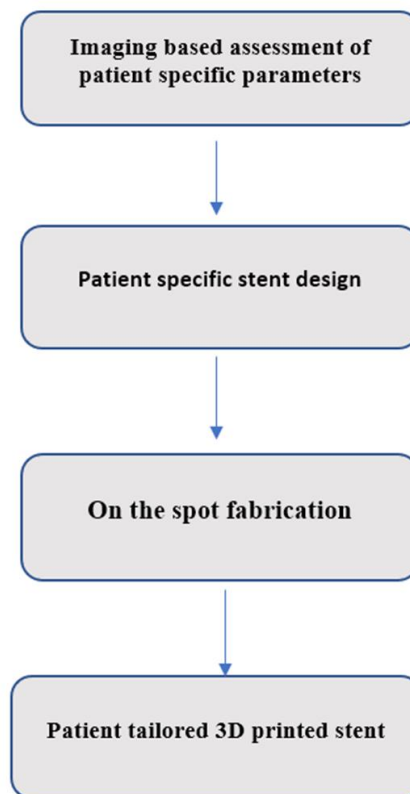 Imaging based assessment of
patient specific parameters
Patient specific stent design
On the spot fabrication
Patient tailored 3D printed stent